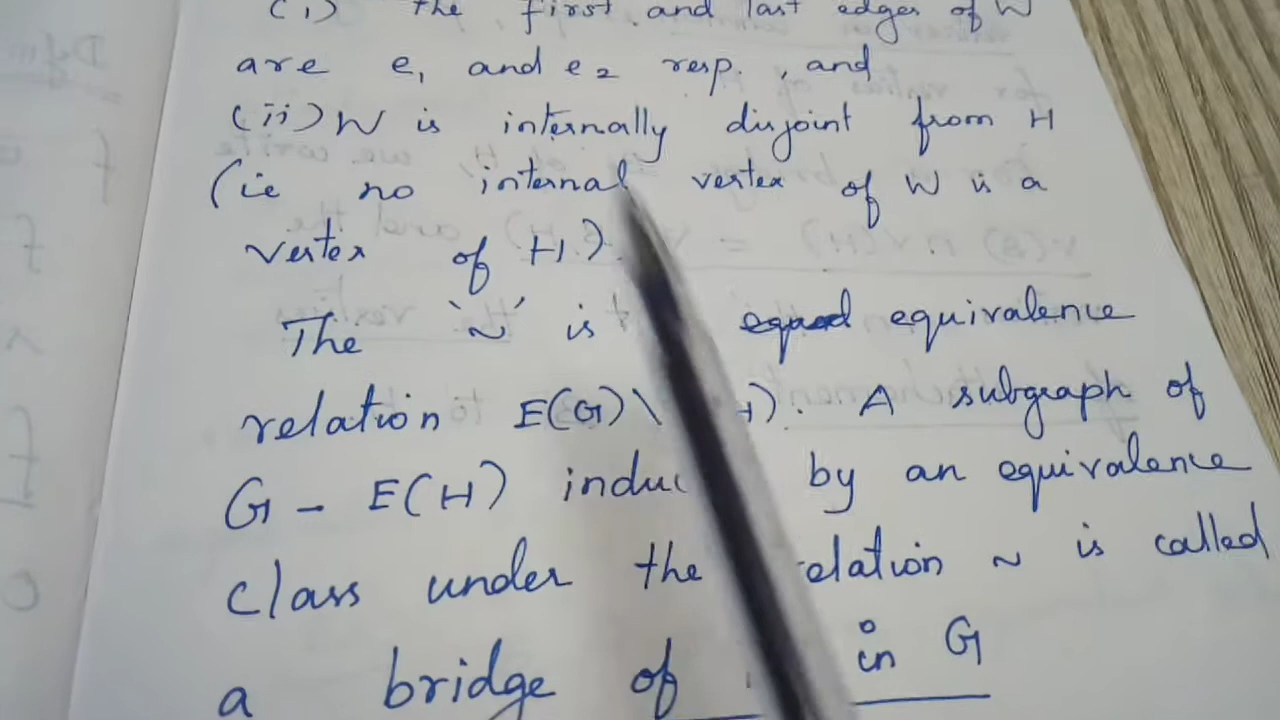 (i) the first and last edges of W
are e₁ and e₂ resp., and
(ii) W is internally disjoint from H
(ie no internal vertex of W is a
vertex of H)
The '~' is equivalence
relation E(G)\ H). A subgraph of
G - E(H) induc by an equivalence
class under the elation ~ is called
a bridge of in G